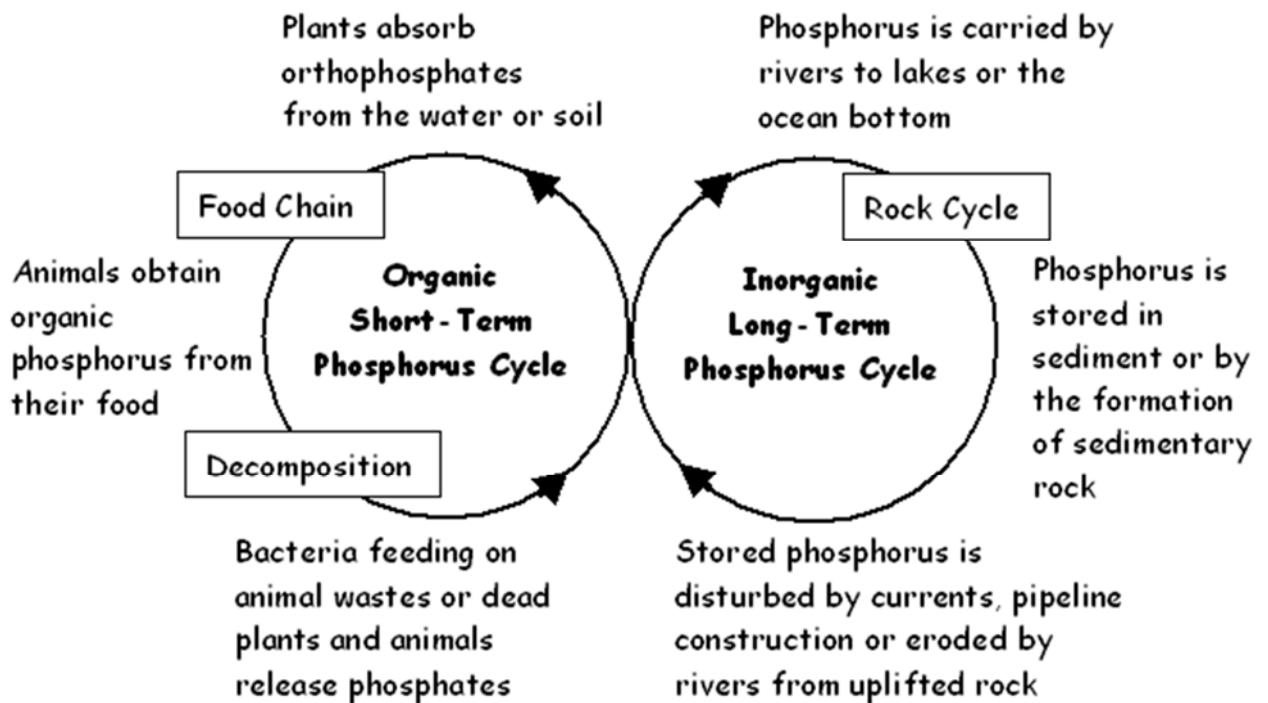 Plants absorb
orthophosphates
from the water or soil
Phosphorus is carried by
rivers to lakes or the
ocean bottom
Food Chain
Rock Cycle
Animals obtain
organic
phosphorus from
their food
Organic
Short-Term
Phosphorus Cycle
Inorganic
Long-Term
Phosphorus Cycle
Phosphorus is
stored in
sediment or by
the formation
of sedimentary
rock
Decomposition
Bacteria feeding on
animal wastes or dead
plants and animals
release phosphates
Stored phosphorus is
disturbed by currents, pipeline
construction or eroded by
rivers from uplifted rock